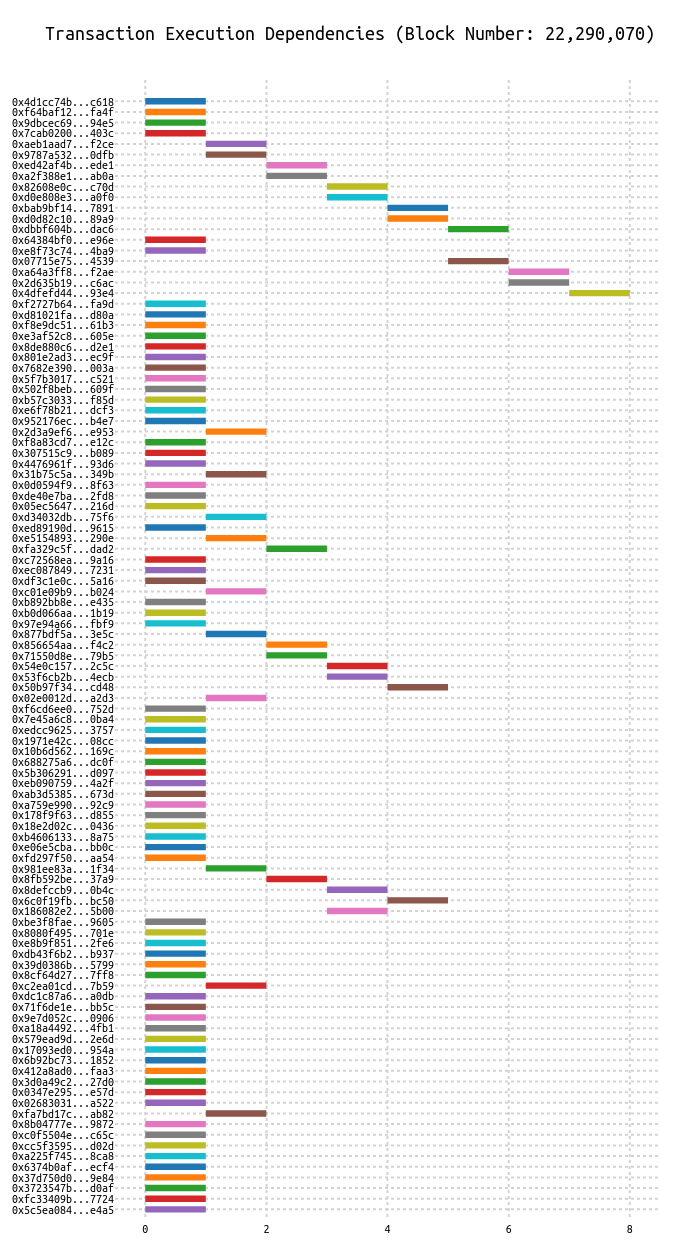 Transaction Execution Dependencies (Block Number: 22,290,070)
0x4d1cc74b...c618
0xf64baf12...fa4f
0x9dbcec69...94e5
0x7cab0200...403c
0xaeb1aad7...f2ce
0x9787a532...0dfb
0xed42af4b...ede1
0xa2f388e1...ab0a
0x82608e0c...c70d
0xd0e808e3...a0f0
0xbab9bf14...7891
0xd0d82c10...89a9
0xdbbf604b...dac6
0x64384bf0...e96e
0xe8f73c74...4ba9
0x07715e75...4539
0xa64a3ff8...f2ae
0x2d635b19...c6ac
0x4dfefd44...93e4
0xf2727b64...fa9d
0xd81021fa...d80a
0xf8e9dc51...61b3
0xe3af52c8...605e
0x8de880c6...d2e1
0x801e2ad3...ec9f
0x7682e390...003a
0x5f7b3017...c521
0x502f8beb...609f
0xb57c3033...f85d
0xe6f78b21...dcf3
0x952176ec...b4e7
0x2d3a9ef6...e953
0xf8a83cd7...e12c
0x307515c9...b089
0x4476961f...93d6
0x31b75c5a...349b
0x0d0594f9...8f63
0xde40e7ba...2fd8
0x05ec5647...216d
0xd34032db...75f6
0xed89190d...9615
0xe5154893...290e
0xfa329c5f...dad2
0xc72568ea...9a16
0xec087849...7231
0xdf3c1e0c...5a16
0xc01e09b9...b024
0xb892bb8e...e435
0xb0d066aa...1b19
0x97e94a66...fbf9
0x877bdf5a...3e5c
0x856654aa...f4c2
0x71550d8e...79b5
0x54e0c157...2c5c
0x53f6cb2b...4ecb
0x50b97f34...cd48
0x02e0012d...a2d3
0xf6cd6ee0...752d
0x7e45a6c8...0ba4
0xedcc9625...3757
0x1971e42c...08cc
0x10b6d562...169c
0x688275a6...dc0f
0x5b306291...d097
0xeb090759...4a2f
0xab3d5385...673d
0xa759e990...92c9
0x178f9f63...d855
0x18e2d02c...0436
0xb4606133...8a75
0xe06e5cba...bb0c
0xfd297f50...aa54
0x981ee83a...1f34
0x8fb592be...37a9
0x8defccb9...0b4c
0x6c0f19fb...bc50
0x186082e2...5b00
0xbe3f8fae...9605
0x8080f495...701e
0xe8b9f851...2fe6
0xdb43f6b2...b937
0x39d0386b...5799
0x8cf64d27...7ff8
0xc2ea01cd...7b59
0xdc1c87a6...a0db
0x71f6de1e...bb5c
0x9e7d052c...0906
0xa18a4492...4fb1
0x579ead9d...2e6d
0x17093ed0...954a
0x6b92bc73...1852
0x412a8ad0...faa3
0x3d0a49c2...27d0
0x0347e295...e57d
0x02683031...a522
0xfa7bd17c...ab82
0x8b04777e...9872
0xc0f5504e...c65c
0xcc5f3595...d02d
0xa225f745...8ca8
0x6374b0af...ecf4
0x37d750d0...9e84
0x3723547b...d0af
0xfc33409b...7724
0x5c5ea084...e4a5
0 2 4 6 8